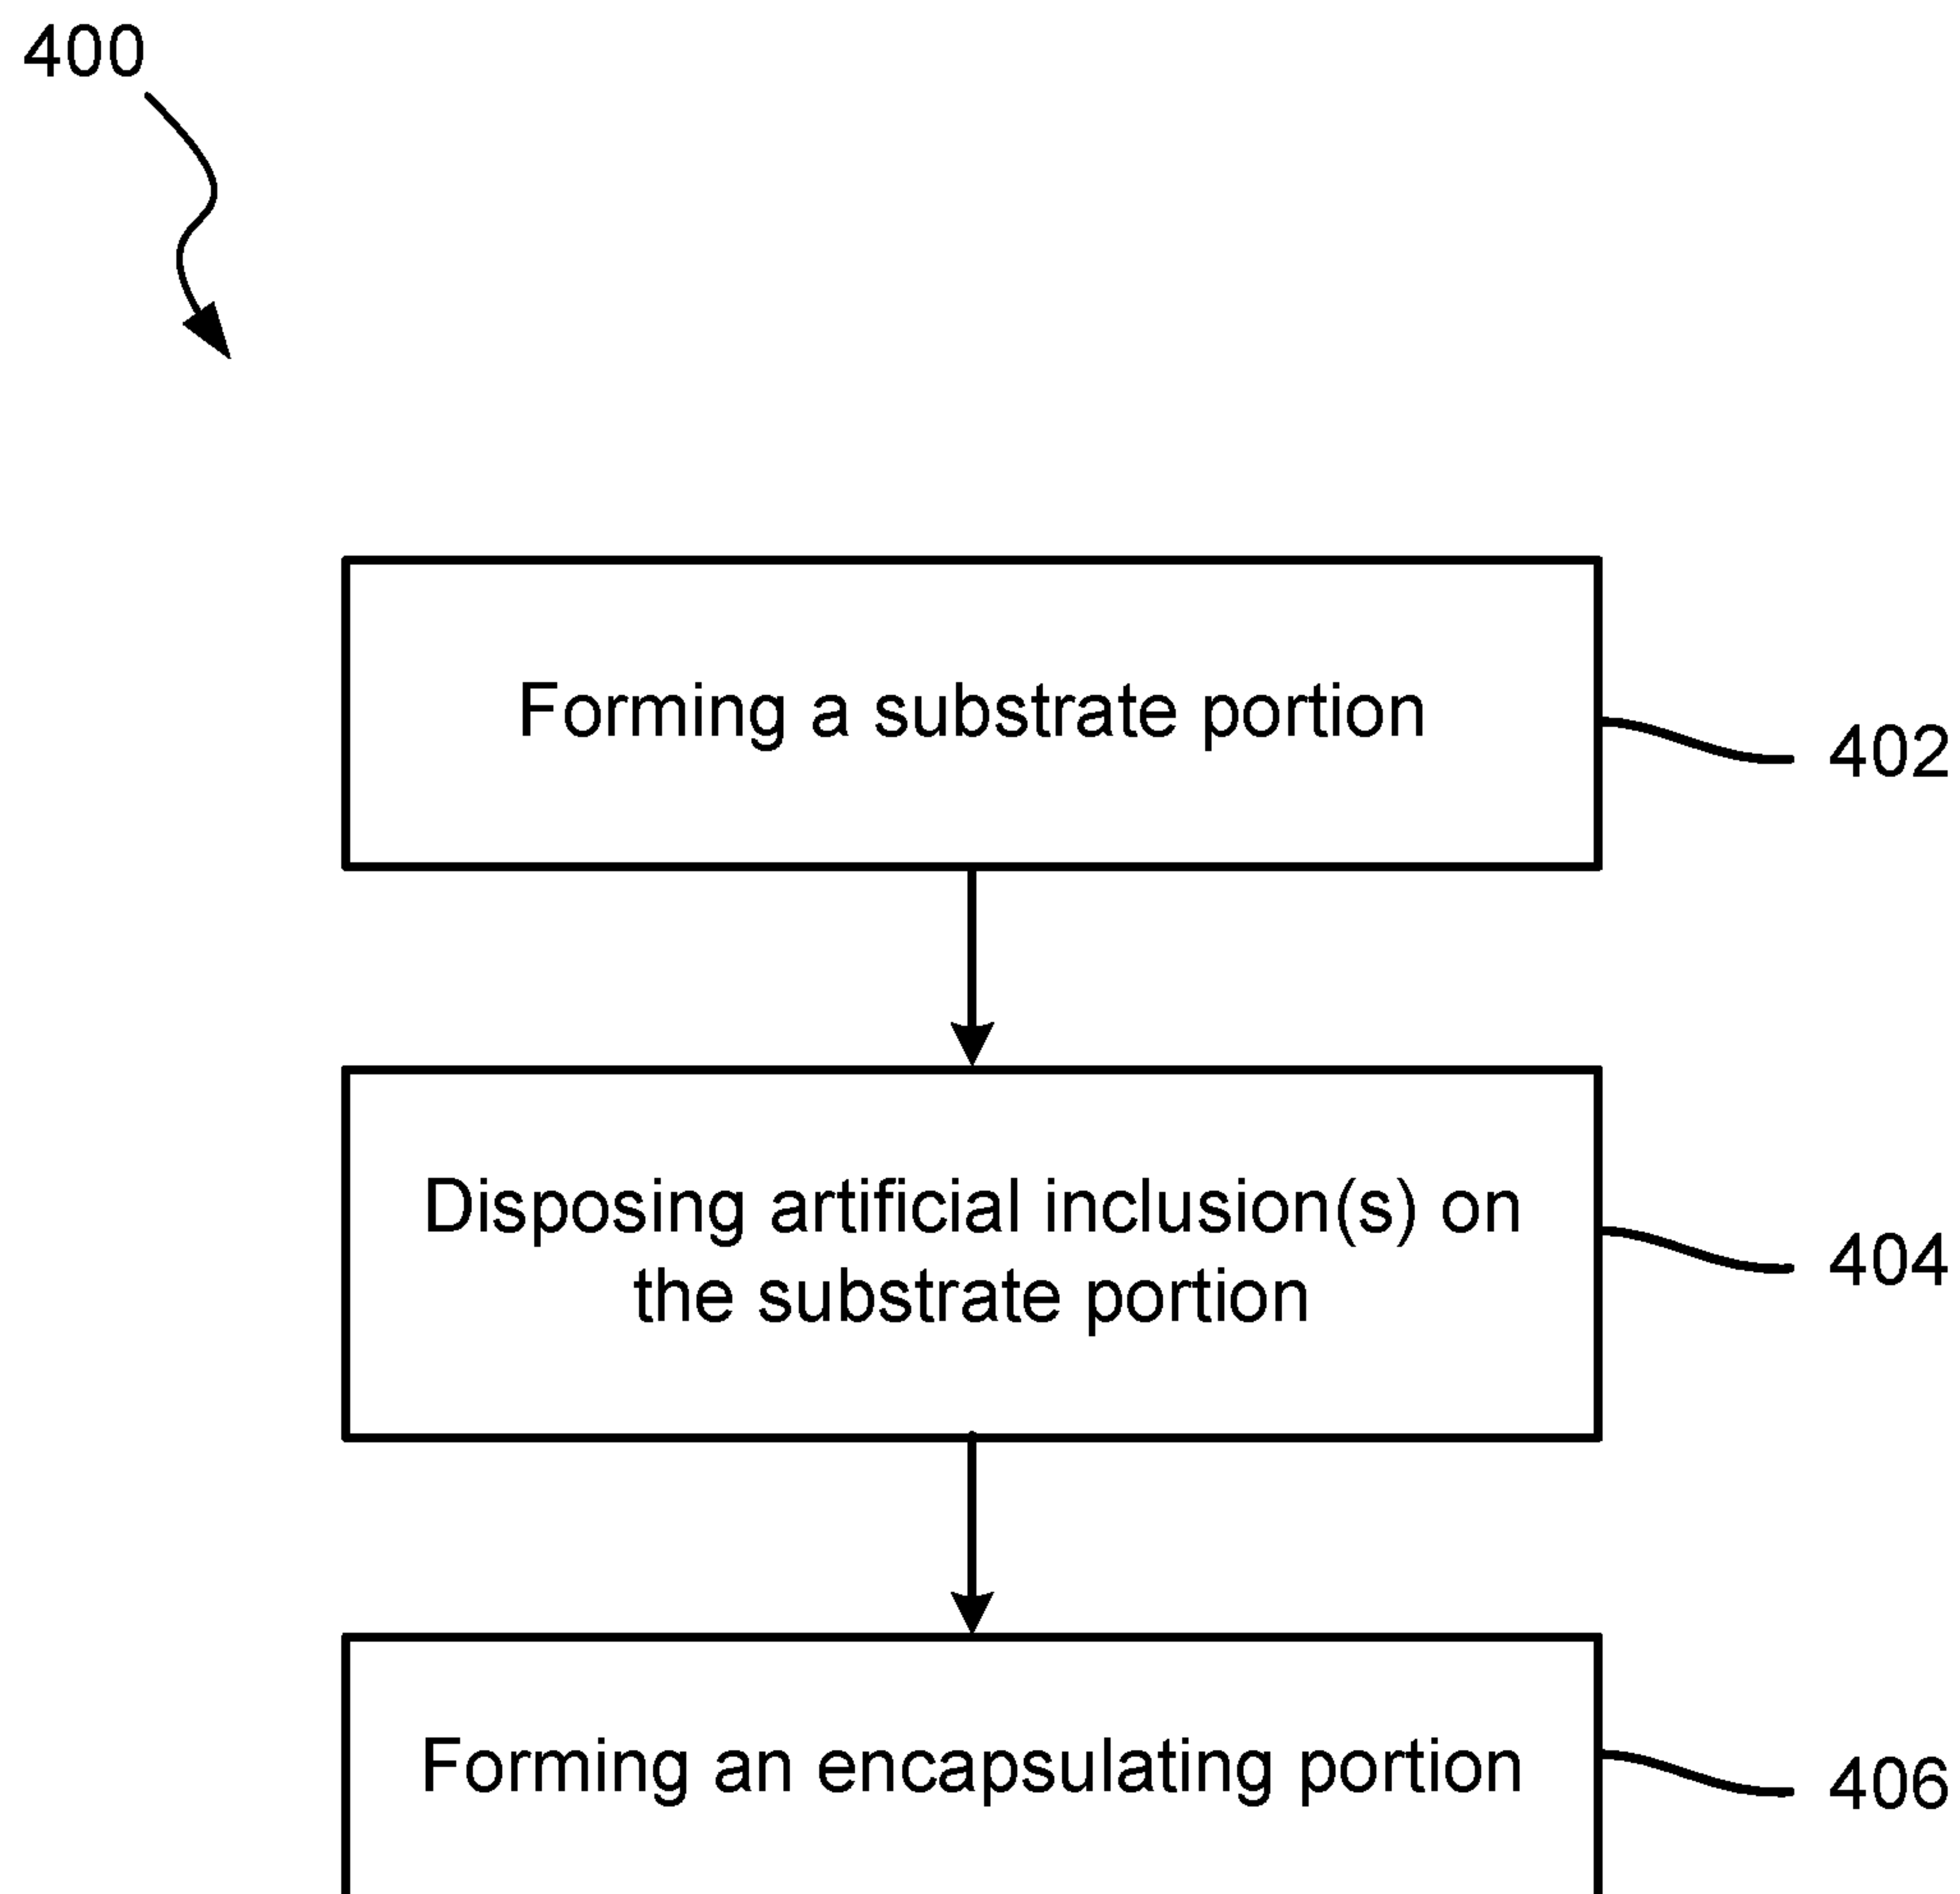 400
Forming a substrate portion
402
Disposing artificial inclusion(s) on
the substrate portion
404
Forming an encapsulating portion
406